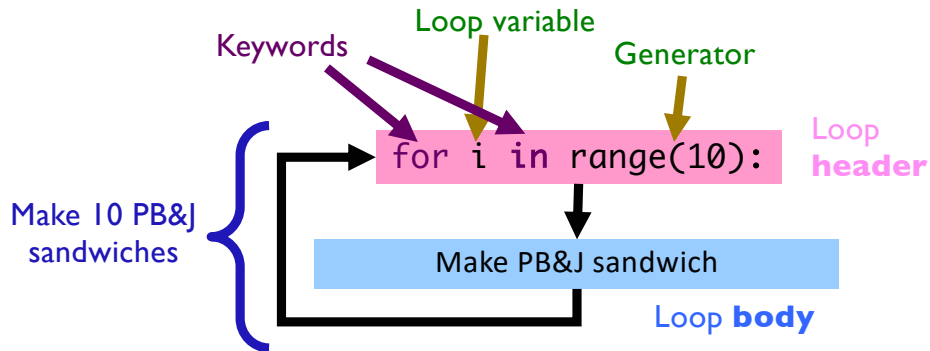 Loop variable
Keywords
Generator
for i in range(10):
Loop
header
Make 10 PB&J
sandwiches
Make PB&J sandwich
Loop body